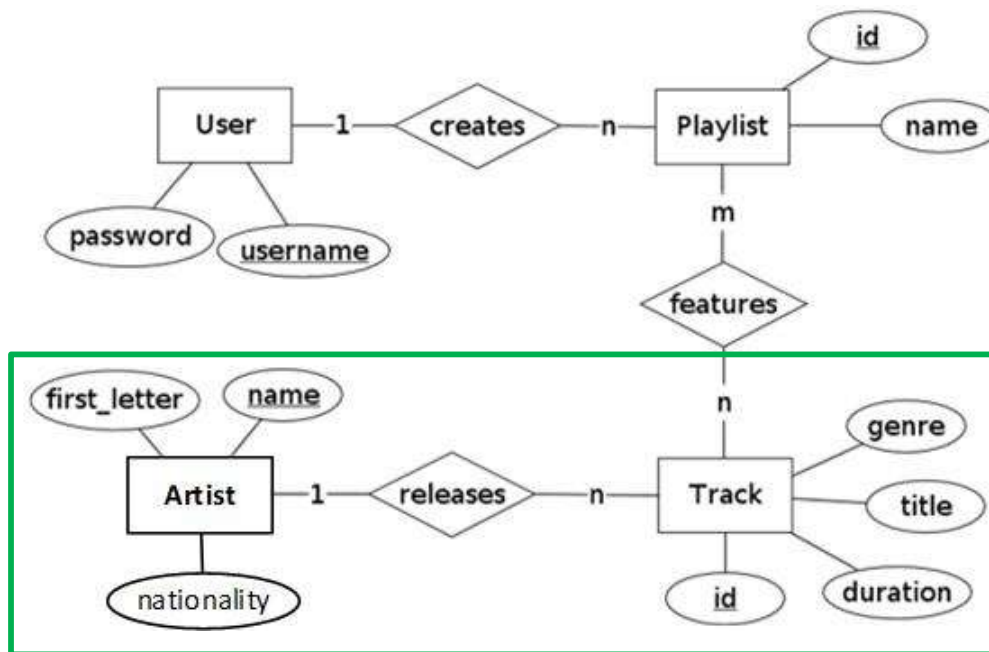 id
User
1
creates
n
Playlist
name
password
username
m
features
first_letter
name
n
genre
Artist
1
releases
n
Track
title
nationality
id
duration